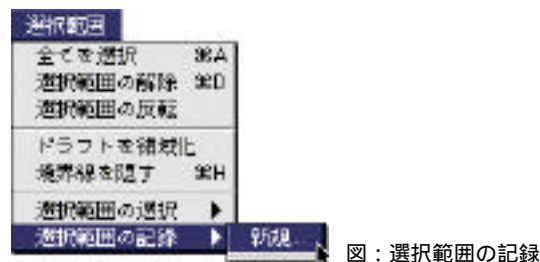 選択範囲
全てを選択 ⌘A
選択範囲の解除 ⌘D
選択範囲の反転
ドラフトを領域化
境界線を隠す ⌘H
選択範囲の選択 ▶
選択範囲の記録 ▶
新規...
図：選択範囲の記録